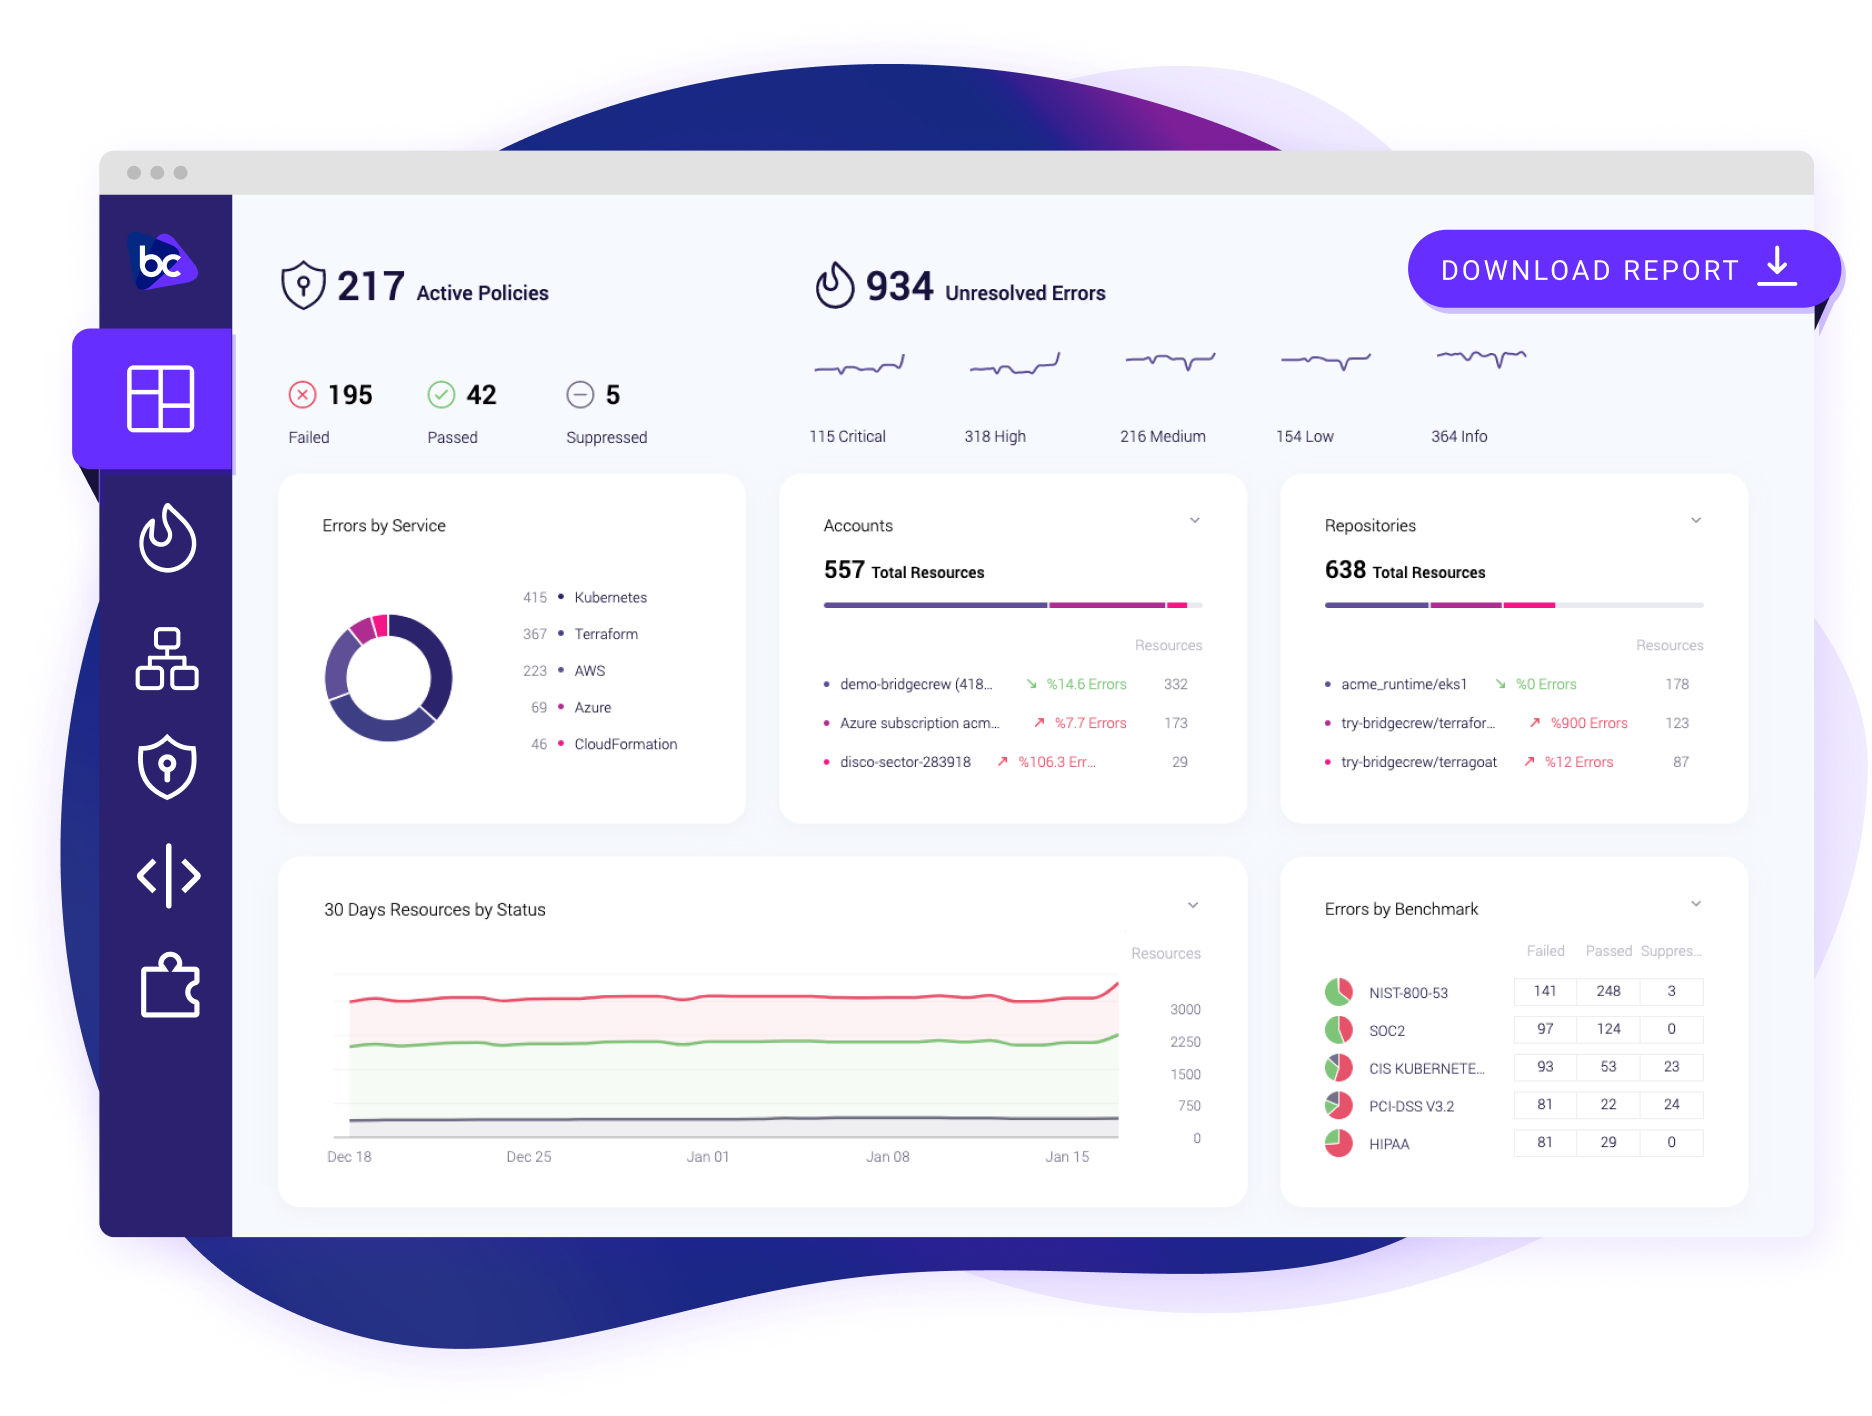 bc
217 Active Policies
934 Unresolved Errors
DOWNLOAD REPORT
195
42
5
Failed
Passed
Suppressed
115 Critical
318 High
216 Medium
154 Low
364 Info
Errors by Service
415 • Kubernetes
367 • Terraform
223 • AWS
69 • Azure
46 • CloudFormation
Accounts
557 Total Resources
Resources
demo-bridgecrew (418... %14.6 Errors 332
Azure subscription acm... %7.7 Errors 173
disco-sector-283918 %106.3 Err... 29
Repositories
638 Total Resources
Resources
acme_runtime/eks1 %0 Errors 178
try-bridgecrew/terrafor... %900 Errors 123
try-bridgecrew/terragoat %12 Errors 87
30 Days Resources by Status
Resources
3000
2250
1500
750
0
Dec 18
Dec 25
Jan 01
Jan 08
Jan 15
Errors by Benchmark
Failed Passed Suppres...
NIST-800-53 141 248 3
SOC2 97 124 0
CIS KUBERNETE... 93 53 23
PCI-DSS V3.2 81 22 24
HIPAA 81 29 0